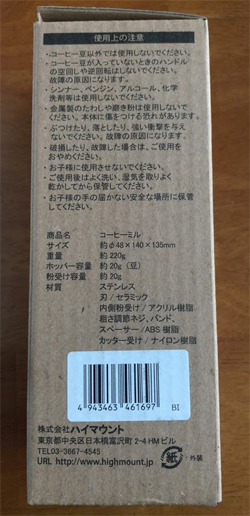 使用上の注意
・コーヒー豆以外では使用しないでください。
・コーヒー豆が入っていないときのハンドル
の空回しや逆回転はしないでください。
故障の原因になります。
・シンナー、ベンジン、アルコール、化学
洗剤等は使用しないでください。
・金属製のたわしや磨き粉は使用しない
でください。本体に傷をつける恐れがあります。
・ぶつけたり、落としたり、強い衝撃を与え
ないでください。故障の原因になります。
・破損したり、故障した場合は、ご使用を
おやめください。
・お子様に使用させないでください。
・ご使用後はよく洗い、湿気を取りよく
乾かしてから保管してください。
・お子様の手の届かない安全な場所に保管
してください。
商品名 コーヒーミル
サイズ 約φ48×140×135mm
重量 約220g
ホッパー容量 約20g（豆）
粉受け容量 約20g
材質 ステンレス
刃/セラミック
内側粉受け/アクリル樹脂
粗さ調節ネジ、バンド、
スペーサー/ABS樹脂
カッター受け/ナイロン樹脂
4 943463 461697 BI
株式会社ハイマウント
東京都中央区日本橋富沢町2-4 HMビル
TEL03-3667-4545
URL http://www.highmount.jp
紙 :外装